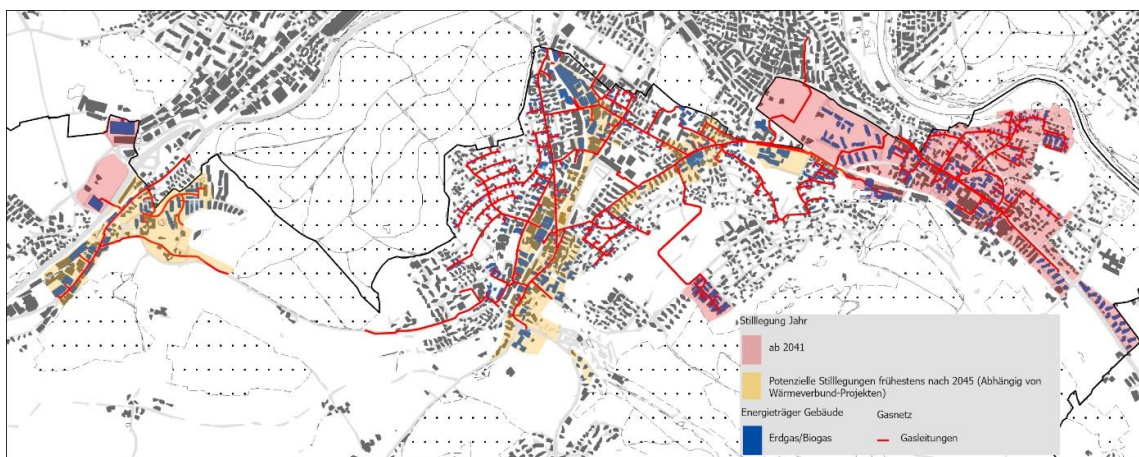 Stilllegung Jahr
ab 2041
Potenzielle Stilllegungen frühestens nach 2045 (Abhängig von
Wärmeverbund-Projekten)
Energieträger Gebäude Gasnetz
Erdgas/Biogas Gasleitungen